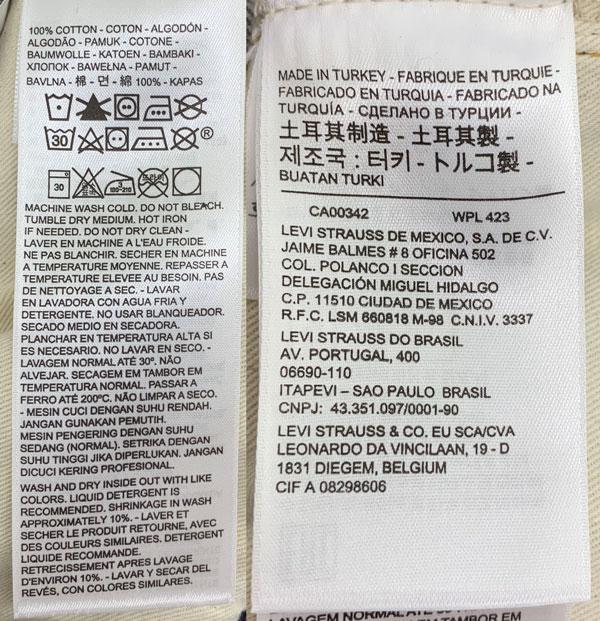 100% COTTON - COTON - ALGODÓN -
ALGODÃO - PAMUK - COTONE -
BAUMWOLLE - KATOEN - BAMBAKI -
ХЛОПОК - BAWEŁNA - PAMUT -
BAVLNA - 棉 - 면 - 綿 100% - KAPAS
30
®
30
180-210
드라이
MACHINE WASH COLD. DO NOT BLEACH.
TUMBLE DRY MEDIUM. HOT IRON
IF NEEDED. DO NOT DRY CLEAN -
LAVER EN MACHINE A L'EAU FROIDE.
NE PAS BLANCHIR. SECHER EN MACHINE
A TEMPERATURE MOYENNE. REPASSER A
TEMPERATURE ELEVEE AU BESOIN. PAS
DE NETTOYAGE A SEC. - LAVAR
EN LAVADORA CON AGUA FRIA Y
DETERGENTE. NO USAR BLANQUEADOR.
SECADO MEDIO EN SECADORA.
PLANCHAR EN TEMPERATURA ALTA SI
ES NECESARIO. NO LAVAR EN SECO. -
LAVAGEM NORMAL ATÉ 30º. NÃO
ALVEJAR. SECAGEM EM TAMBOR EM
TEMPERATURA NORMAL. PASSAR A
FERRO ATÉ 200ºC. NÃO LIMPAR A SECO.
- MESIN CUCI DENGAN SUHU RENDAH.
JANGAN GUNAKAN PEMUTIH.
MESIN PENGERING DENGAN SUHU
SEDANG (NORMAL). SETRIKA DENGAN
SUHU TINGGI JIKA DIPERLUKAN. JANGAN
DICUCI KERING PROFESIONAL.
WASH AND DRY INSIDE OUT WITH LIKE
COLORS. LIQUID DETERGENT IS
RECOMMENDED. SHRINKAGE IN WASH
APPROXIMATELY 10%. - LAVER ET
SECHER LE PRODUIT RETOURNE, AVEC
DES COULEURS SIMILAIRES. DETERGENT
LIQUIDE RECOMMANDE.
RETRECISSEMENT APRES LAVAGE
D'ENVIRON 10%. - LAVAR Y SECAR DEL
REVÉS, CON COLORES SIMILARES.
MADE IN TURKEY - FABRIQUE EN TURQUIE -
FABRICADO EN TURQUIA - FABRICADO NA
TURQUÍA - СДЕЛАНО В ТУРЦИИ -
土耳其制造 - 土耳其製 -
제조국 : 터키 - トルコ製 -
BUATAN TURKI
CA00342 WPL 423
LEVI STRAUSS DE MEXICO, S.A. DE C.V.
JAIME BALMES # 8 OFICINA 502
COL. POLANCO I SECCION
DELEGACIÓN MIGUEL HIDALGO
C.P. 11510 CIUDAD DE MEXICO
R.F.C. LSM 660818 M-98 C.N.I.V. 3337
LEVI STRAUSS DO BRASIL
AV. PORTUGAL, 400
06690-110
ITAPEVI – SAO PAULO BRASIL
CNPJ: 43.351.097/0001-90
LEVI STRAUSS & CO. EU SCA/CVA
LEONARDO DA VINCILAAN, 19 - D
1831 DIEGEM, BELGIUM
CIF A 08298606
LAVAGEM NORMAL ATÉ
TAMBOR EM